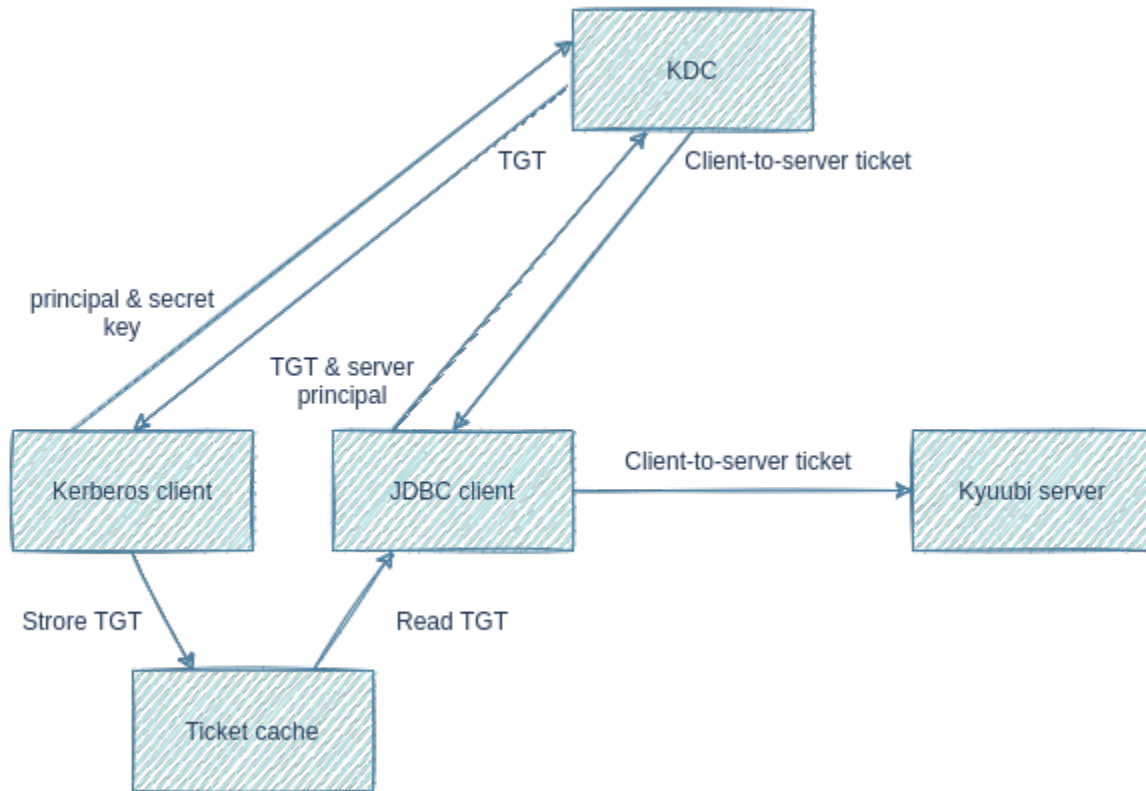 KDC
TGT
Client-to-server ticket
principal & secret
key
TGT & server
principal
Client-to-server ticket
Kerberos client
JDBC client
Kyuubi server
Strore TGT
Read TGT
Ticket cache